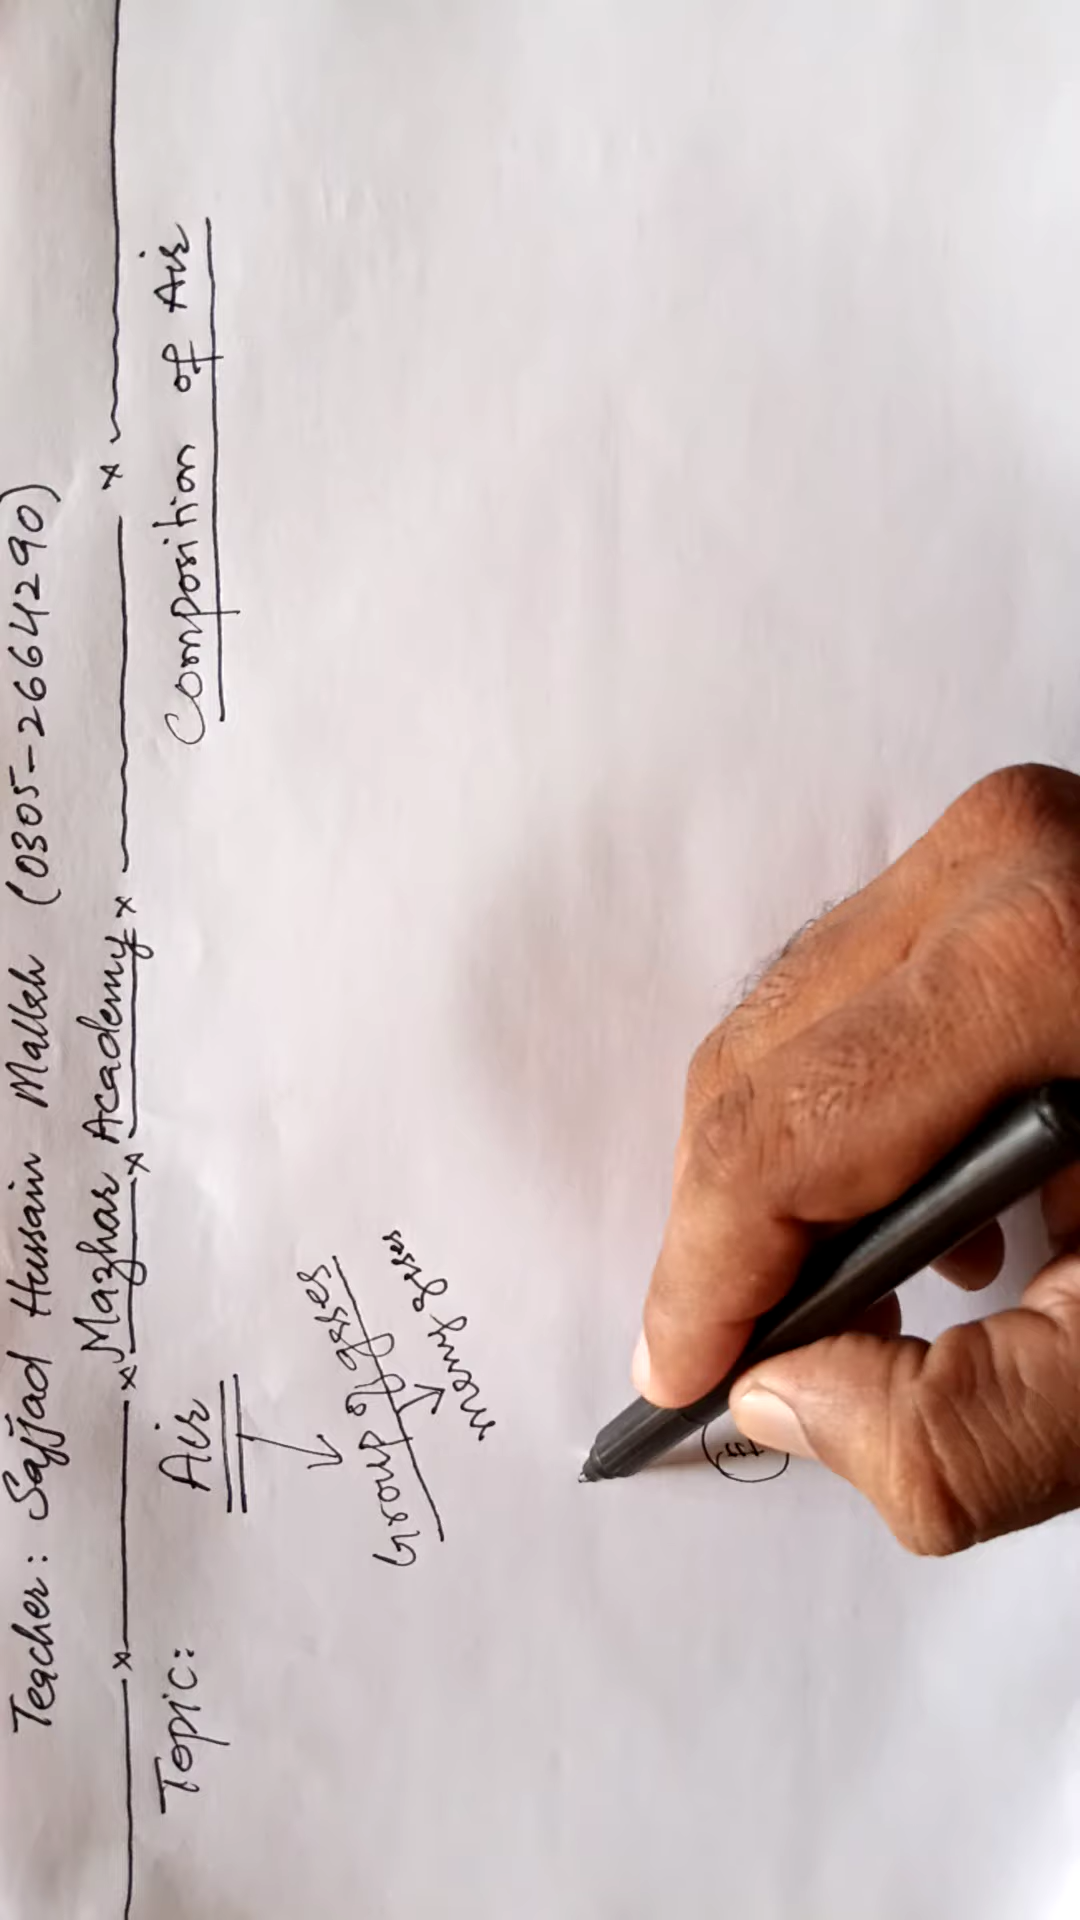 Teacher: Sajjad Hussain Mallah (0305-2664290)
Mazhar Academy
Topic: Air
Composition of Air
Group of gases
many gases